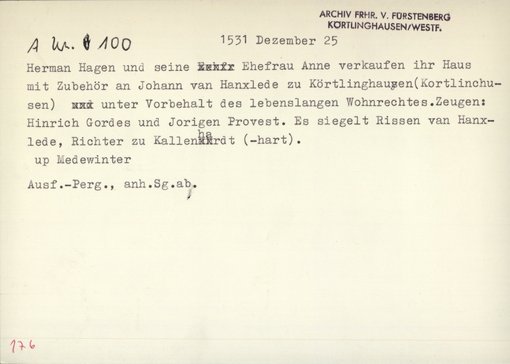 ARCHIV FRHR. V. FÜRSTENBERG
KÖRTLINGHAUSEN/WESTF.
A Nr. 100
1531 Dezember 25
Herman Hagen und seine Ehefrau Anne verkaufen ihr Haus
mit Zubehör an Johann van Hanxlede zu Körtlinghausen(Kortlinchu-
sen) unter Vorbehalt des lebenslangen Wohnrechtes.Zeugen:
Hinrich Gordes und Jorigen Provest. Es siegelt Rissen van Hanx-
lede, Richter zu Kallenhardt (-hart).
up Medewinter
Ausf.-Perg., anh.Sg.ab.
176